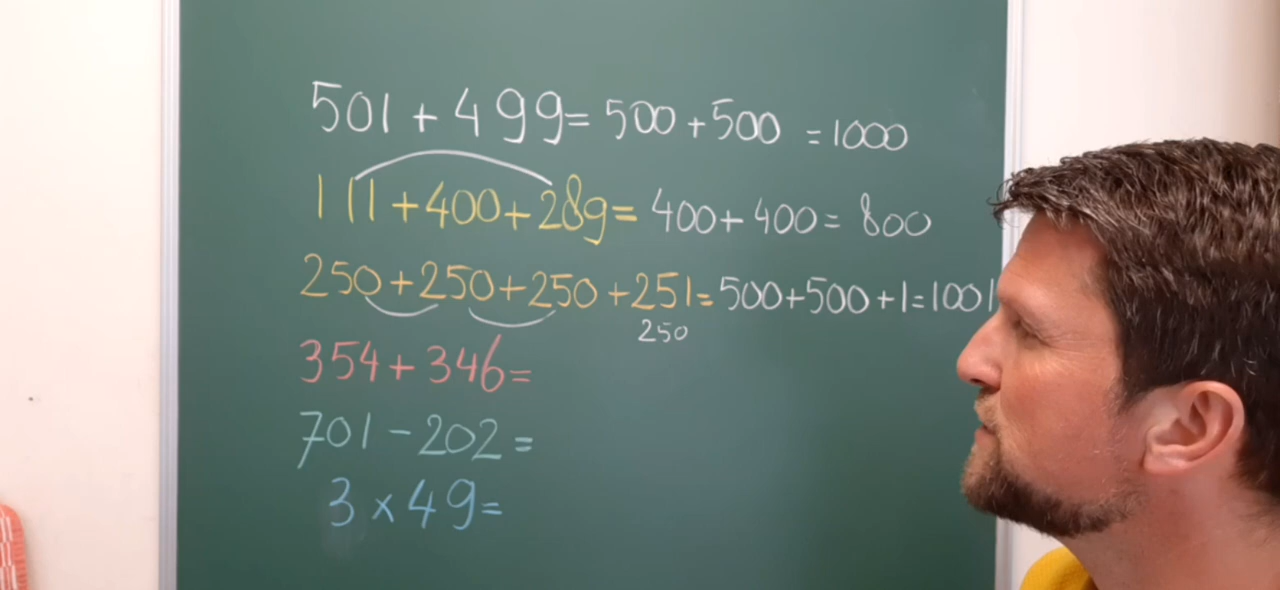 501 + 499 = 500 + 500 = 1000
111 + 400 + 289 = 400 + 400 = 800
250 + 250 + 250 + 251 = 500 + 500 + 1 = 1001
250
354 + 346 =
701 - 202 =
3 x 49 =